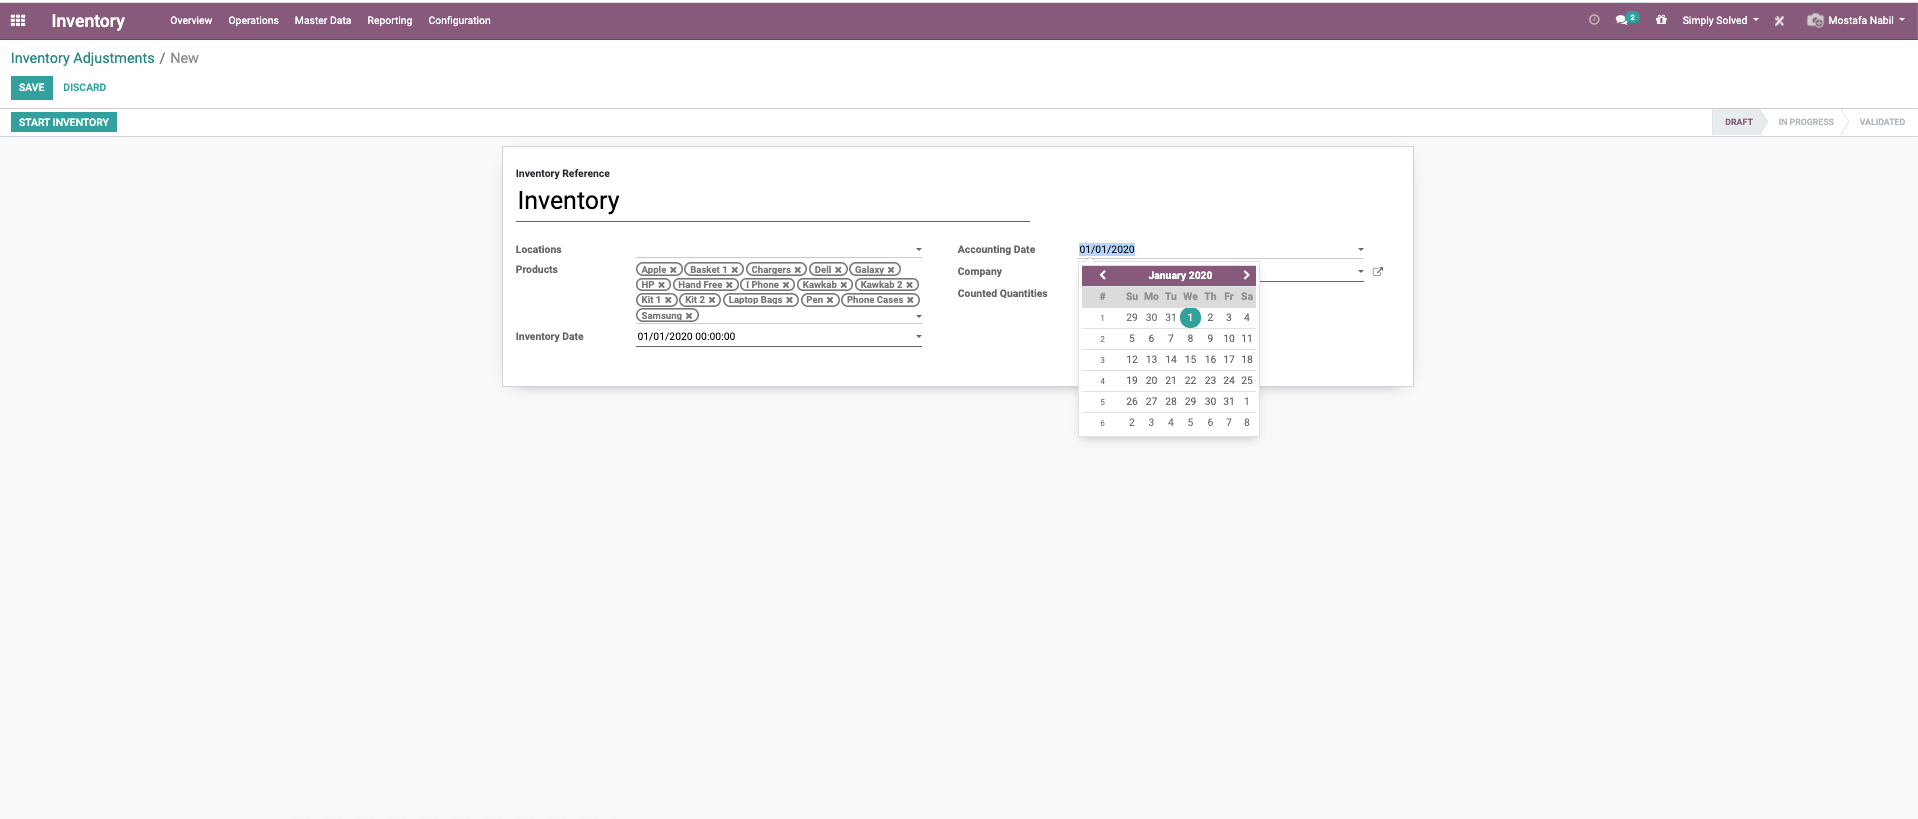 Inventory Overview Operations Master Data Reporting Configuration 2 Simply Solved Mostafa Nabil
Inventory Adjustments / New
SAVE DISCARD
START INVENTORY DRAFT IN PROGRESS VALIDATED
Inventory Reference
Inventory
Locations
Products Apple Basket 1 Chargers Dell Galaxy
HP Hand Free I Phone Kawkab Kawkab 2
Kit 1 Kit 2 Laptop Bags Pen Phone Cases
Samsung
Inventory Date 01/01/2020 00:00:00
Accounting Date 01/01/2020
Company
Counted Quantities
January 2020
# Su Mo Tu We Th Fr Sa
1 29 30 31 1 2 3 4
2 5 6 7 8 9 10 11
3 12 13 14 15 16 17 18
4 19 20 21 22 23 24 25
5 26 27 28 29 30 31 1
6 2 3 4 5 6 7 8